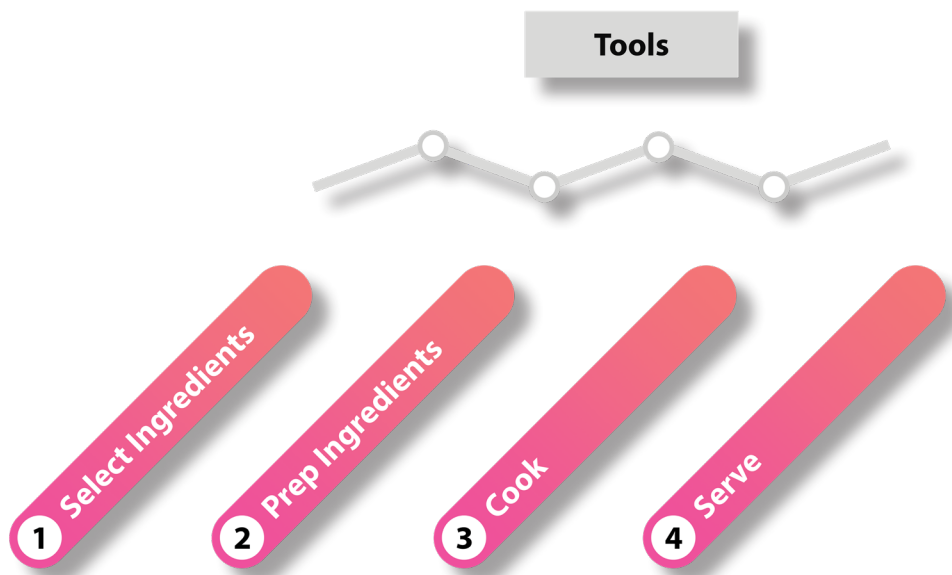 Tools
1 Select Ingredients
2 Prep Ingredients
3 Cook
4 Serve